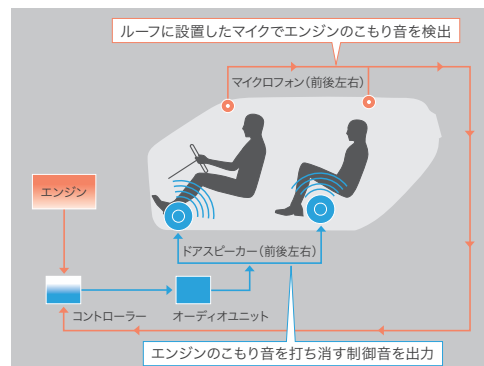 ルーフに設置したマイクでエンジンのこもり音を検出
マイクロフォン(前後左右)
エンジン
ドアスピーカー(前後左右)
コントローラー
オーディオユニット
エンジンのこもり音を打ち消す制御音を出力